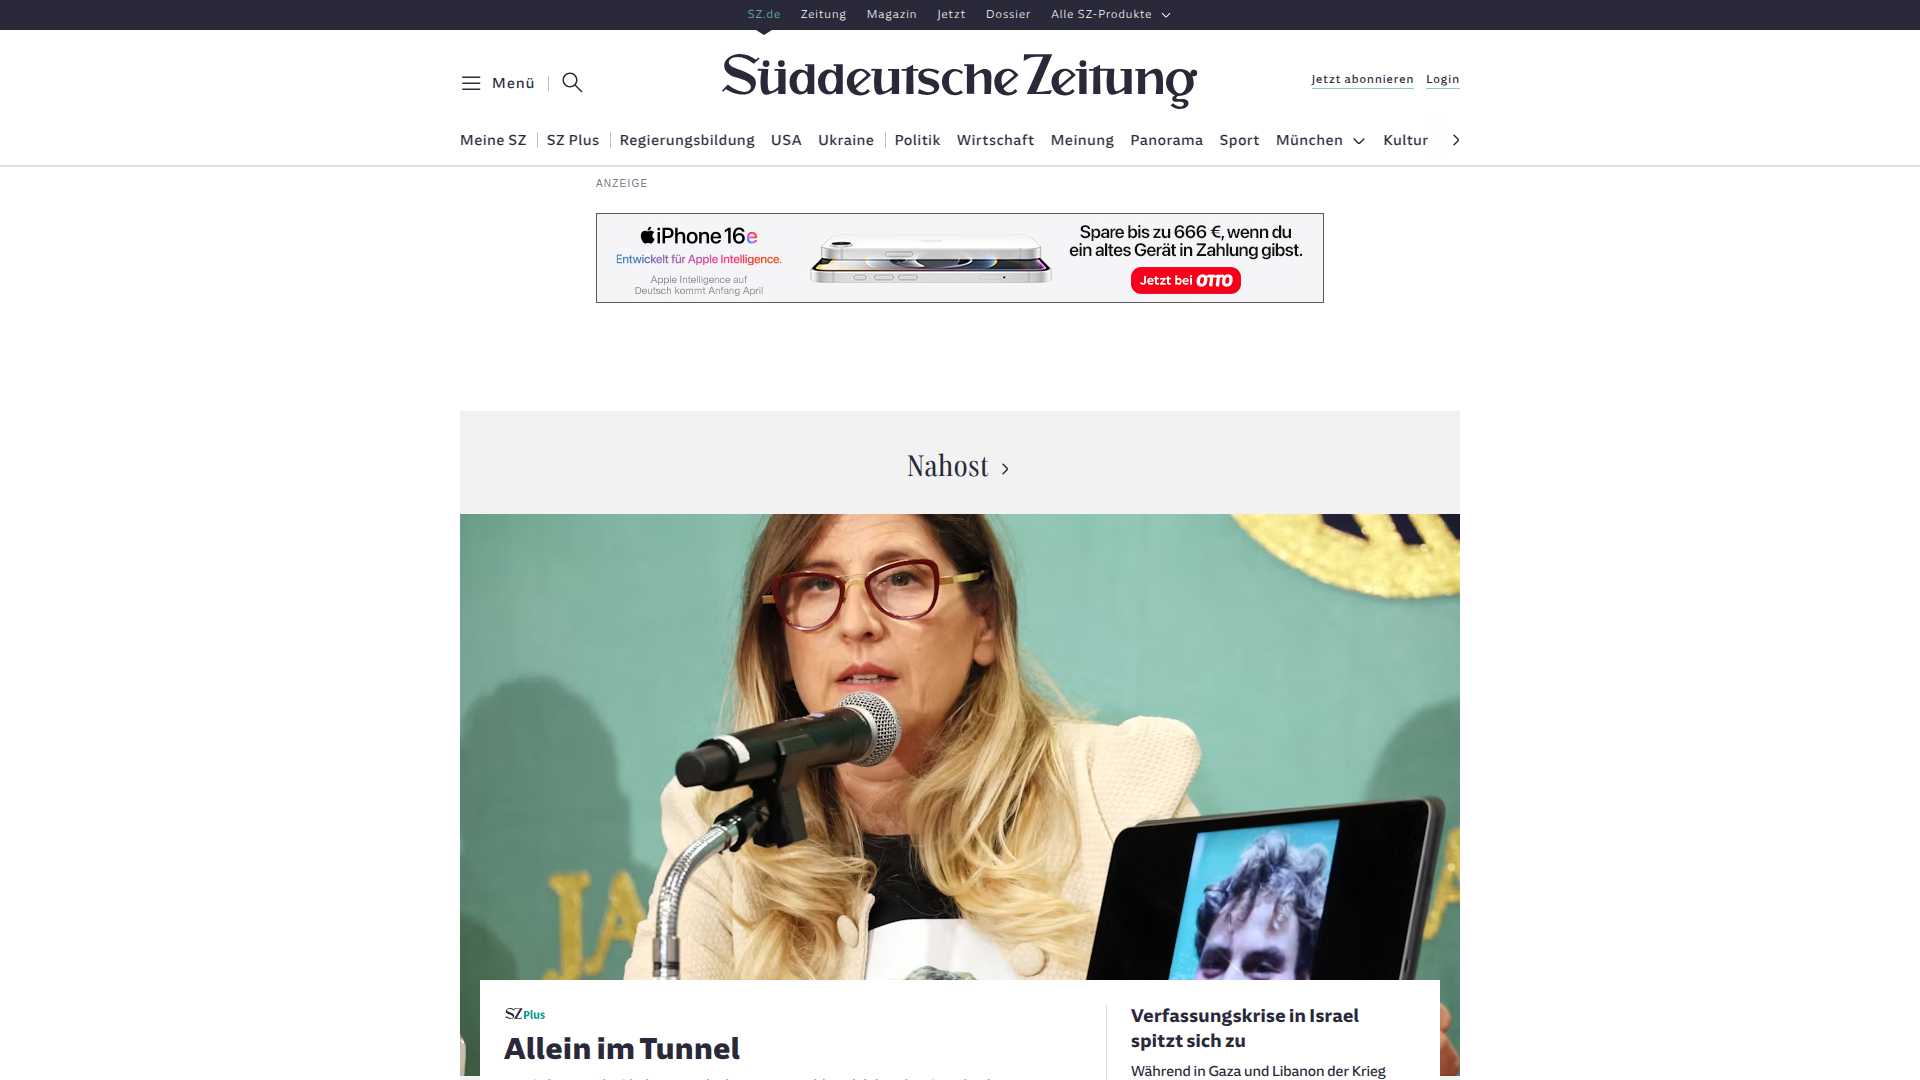 SZ.de Zeitung Magazin Jetzt Dossier Alle SZ-Produkte
Menü
Süddeutsche Zeitung
Jetzt abonnieren Login
Meine SZ SZ Plus Regierungsbildung USA Ukraine Politik Wirtschaft Meinung Panorama Sport München Kultur
ANZEIGE
iPhone 16e
Entwickelt für Apple Intelligence.
Apple Intelligence auf
Deutsch kommt Anfang April
Spare bis zu 666 €, wenn du
ein altes Gerät in Zahlung gibst.
Jetzt bei OTTO
Nahost
JA
SZ Plus
Allein im Tunnel
Verfassungskrise in Israel
spitzt sich zu
Während in Gaza und Libanon der Krieg